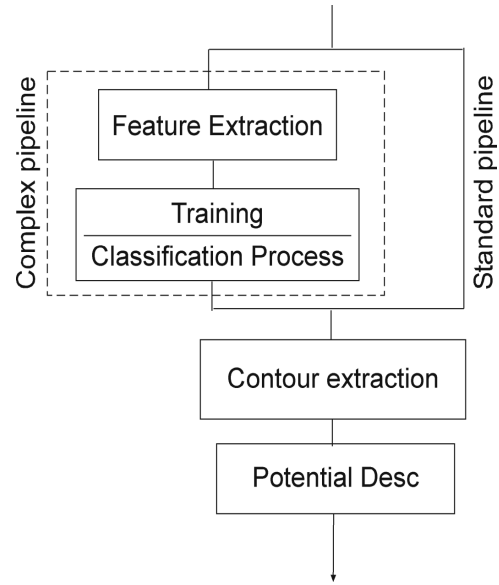 Complex pipeline
Feature Extraction
Training
Classification Process
Standard pipeline
Contour extraction
Potential Desc